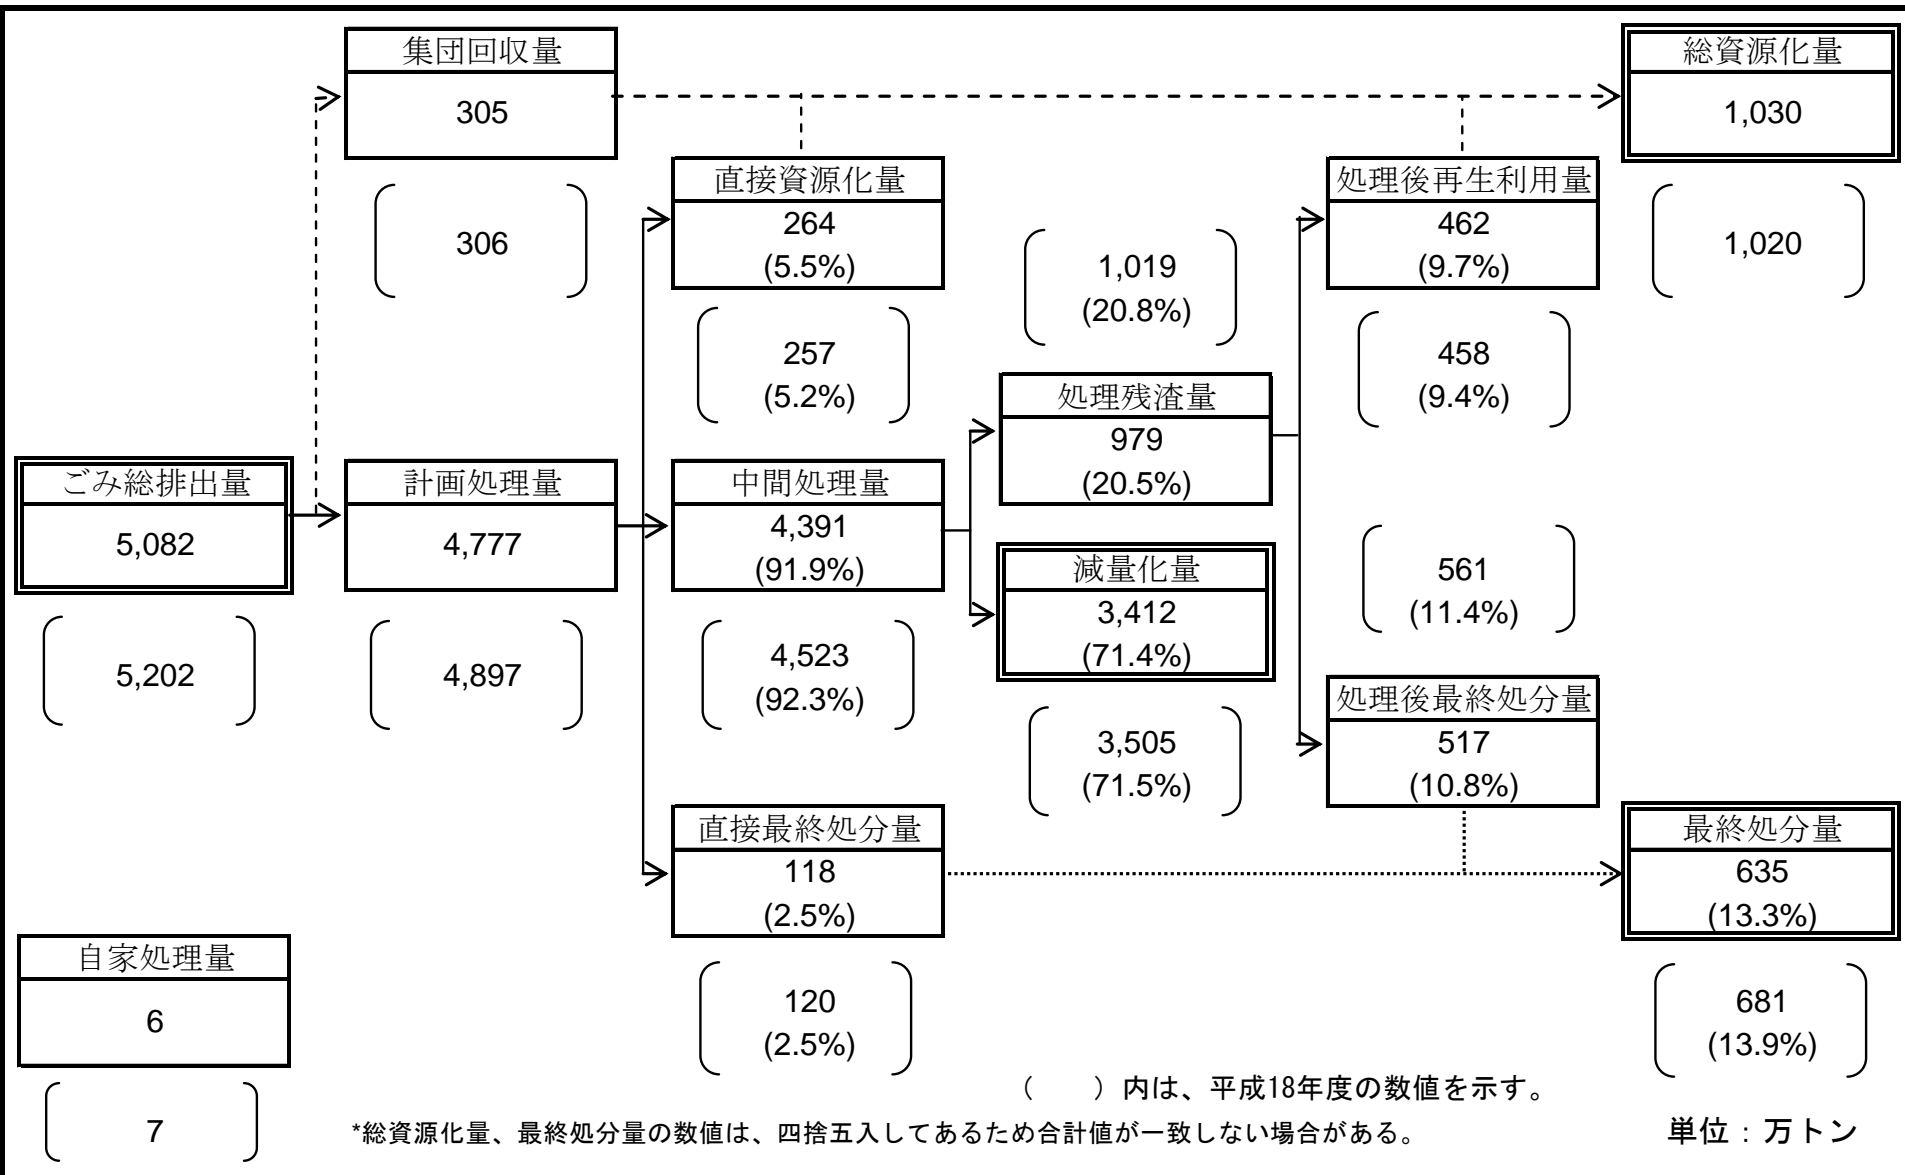 集団回収量
305
306
総資源化量
1,030
1,020
直接資源化量
264
(5.5%)
257
(5.2%)
1,019
(20.8%)
処理後再生利用量
462
(9.7%)
458
(9.4%)
処理残渣量
979
(20.5%)
ごみ総排出量
5,082
5,202
計画処理量
4,777
4,897
中間処理量
4,391
(91.9%)
4,523
(92.3%)
減量化量
3,412
(71.4%)
3,505
(71.5%)
561
(11.4%)
処理後最終処分量
517
(10.8%)
直接最終処分量
118
(2.5%)
120
(2.5%)
最終処分量
635
(13.3%)
681
(13.9%)
自家処理量
6
7
(　　)内は、平成18年度の数値を示す。
*総資源化量、最終処分量の数値は、四捨五入してあるため合計値が一致しない場合がある。
単位：万トン